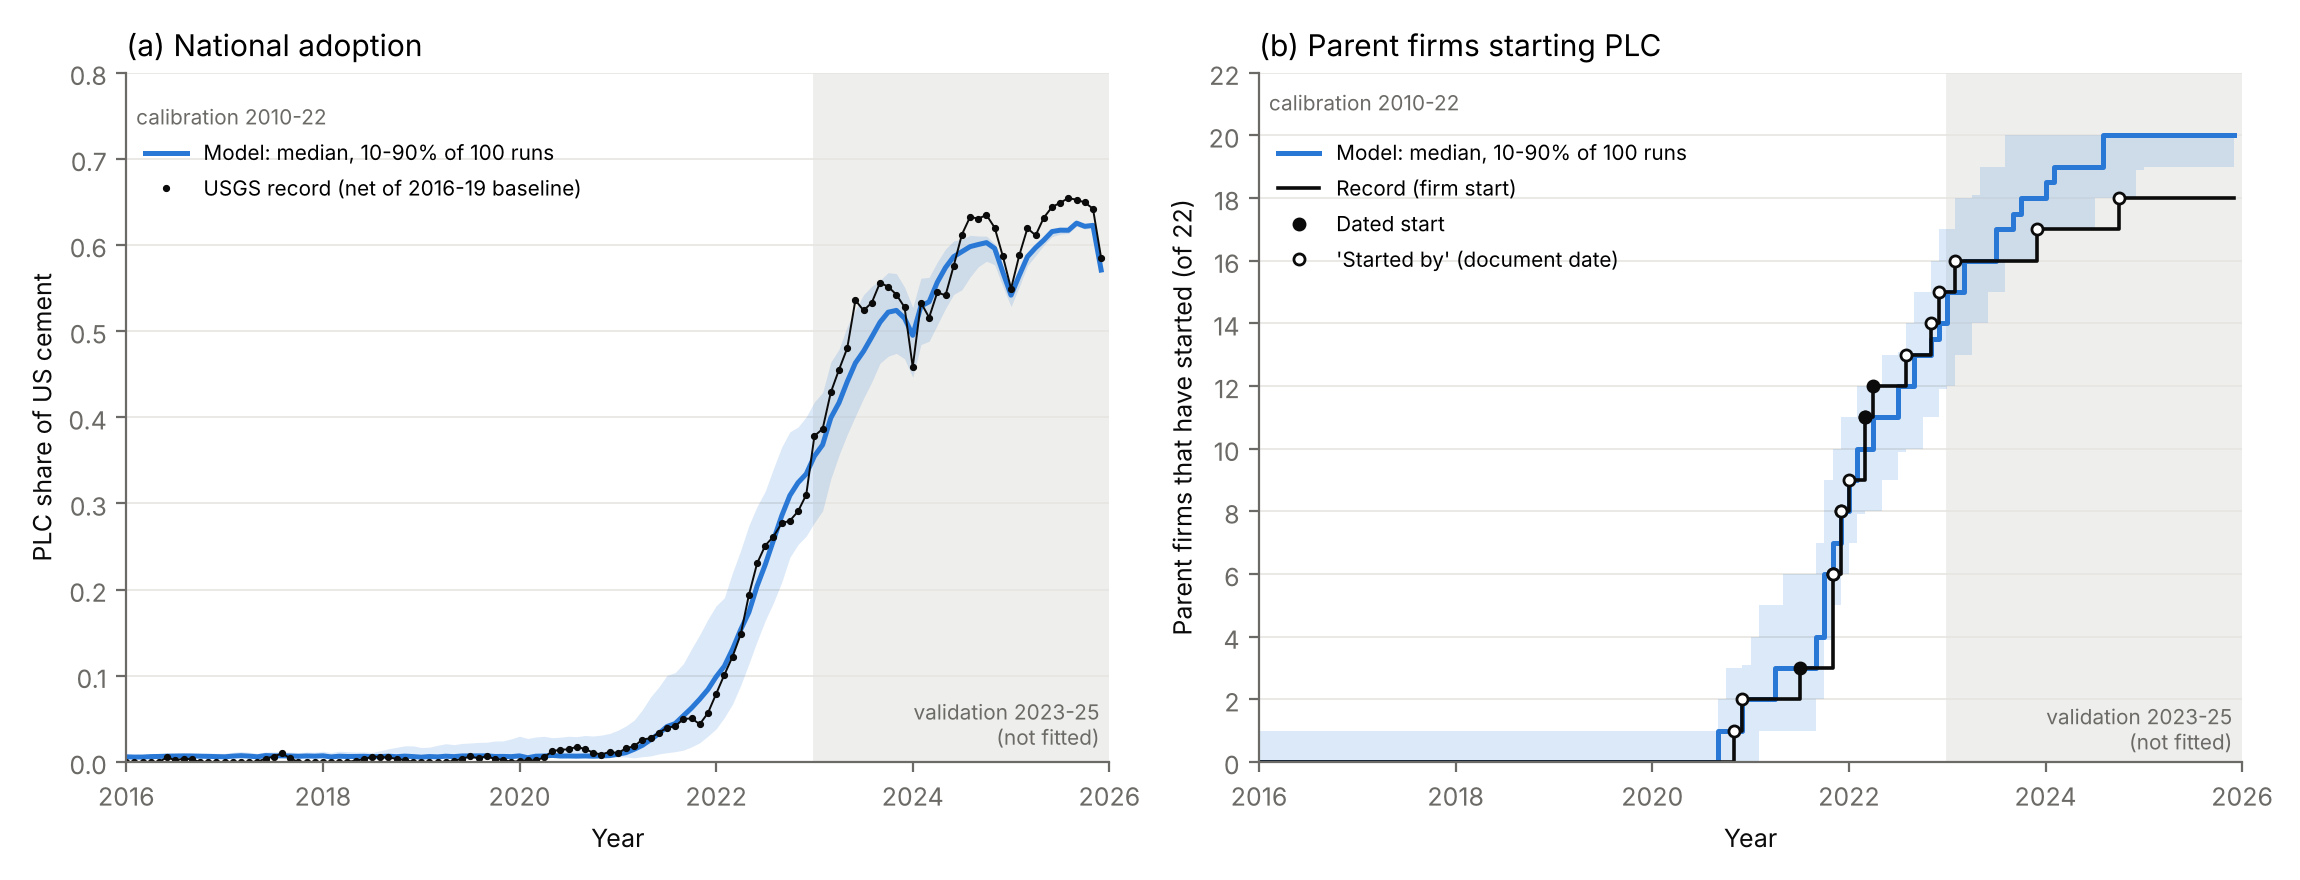 (a) National adoption
0.8
0.7
0.6
0.5
0.4
0.3
0.2
0.1
0.0
PLC share of US cement
calibration 2010-22
Model: median, 10-90% of 100 runs
USGS record (net of 2016-19 baseline)
validation 2023-25
(not fitted)
2016
2018
2020
2022
2024
2026
Year
(b) Parent firms starting PLC
22
20
18
16
14
12
10
8
6
4
2
0
Parent firms that have started (of 22)
calibration 2010-22
Model: median, 10-90% of 100 runs
Record (firm start)
Dated start
'Started by' (document date)
validation 2023-25
(not fitted)
2016
2018
2020
2022
2024
2026
Year